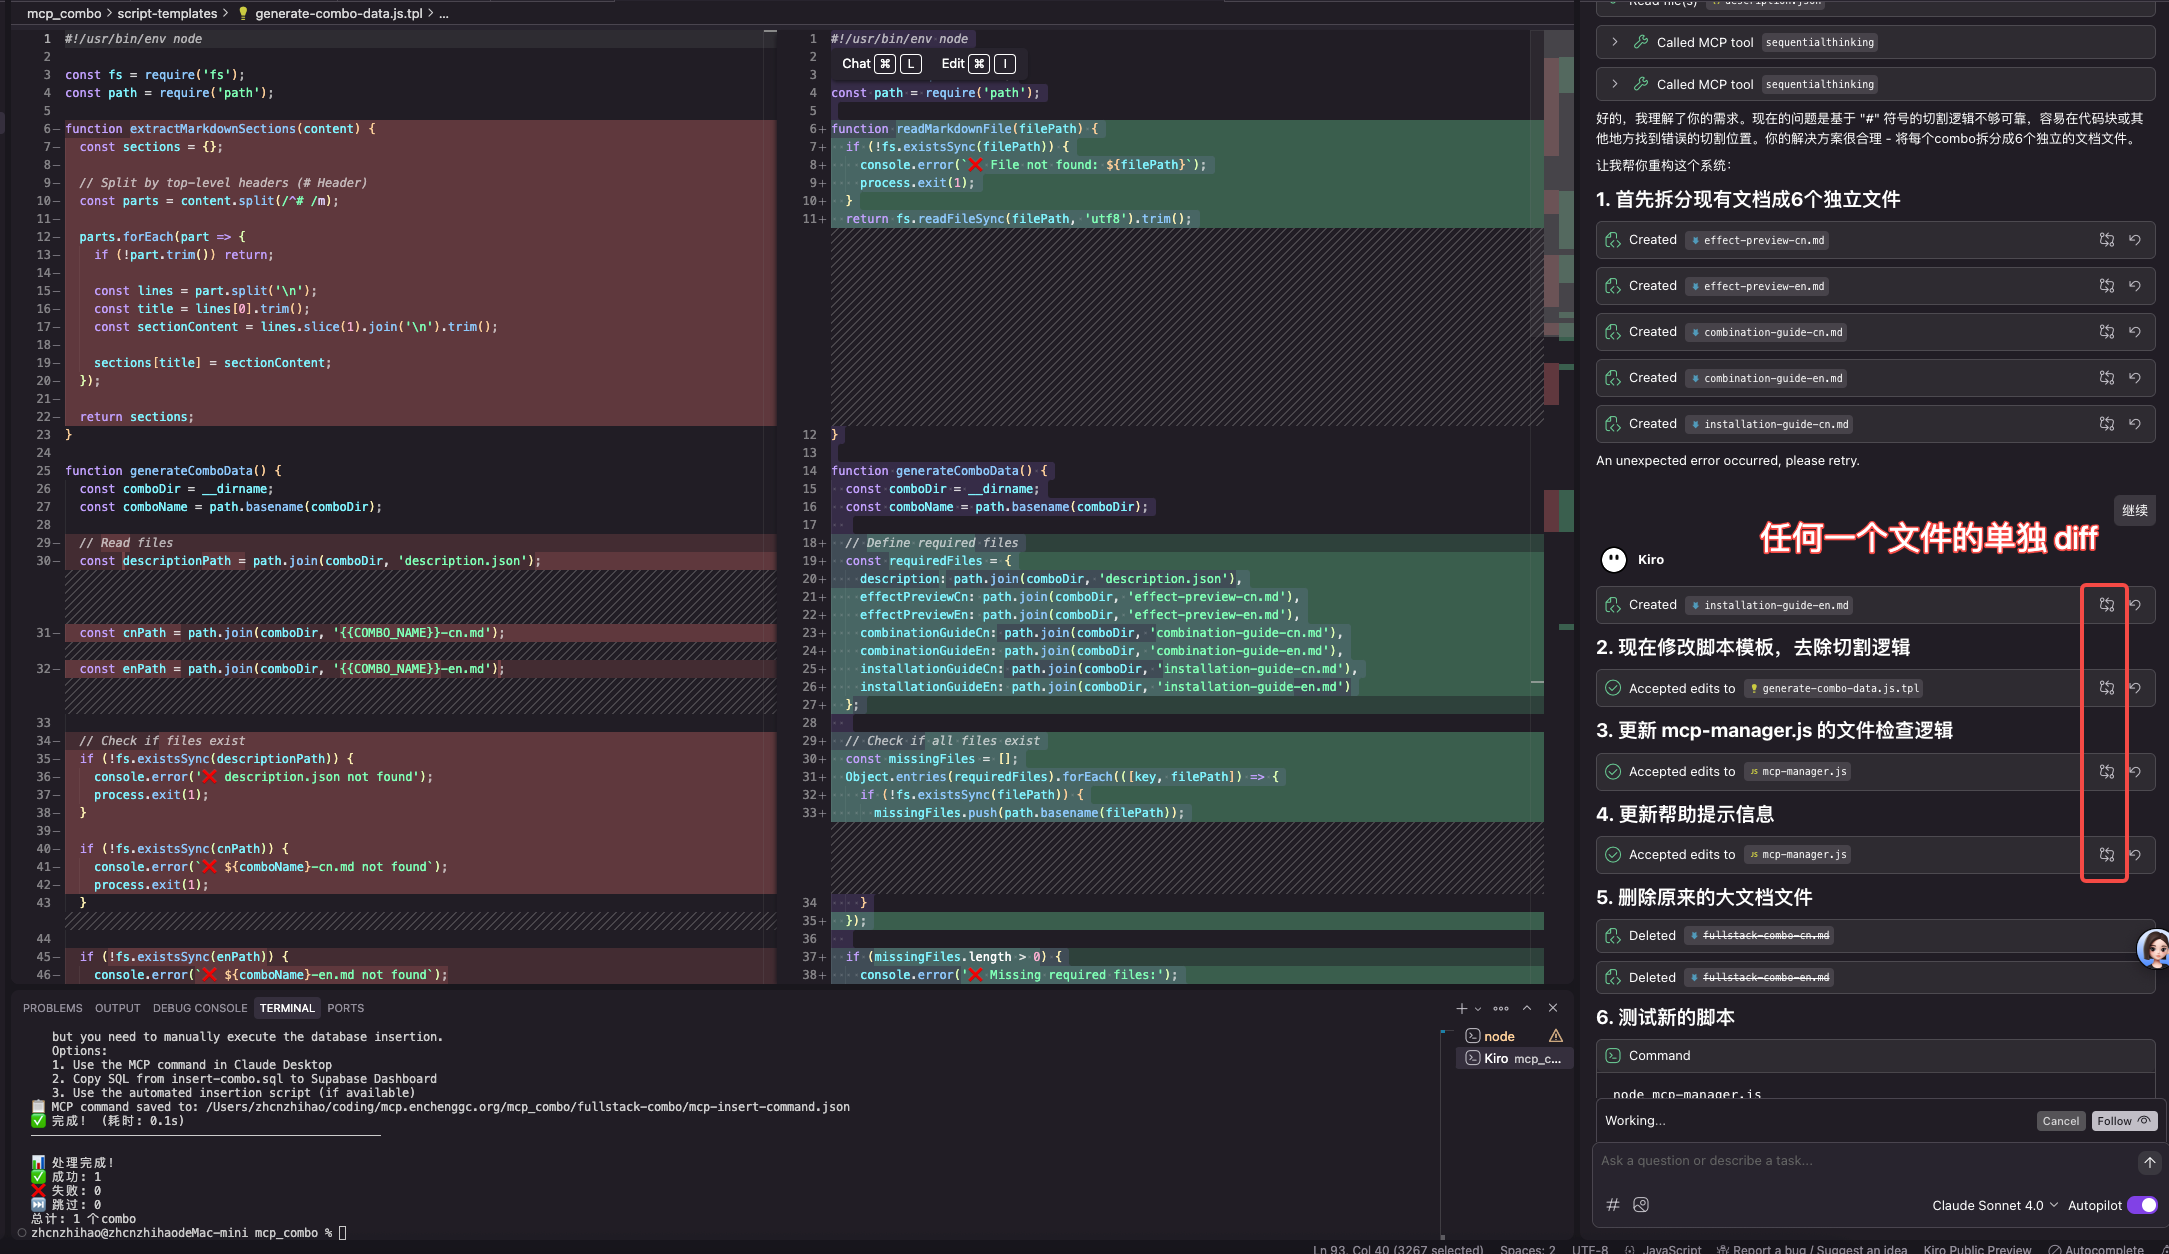 mcp_combo > script-templates > generate-combo-data.js.tpl > ...
1 #!/usr/bin/env node
2
3 const fs = require('fs');
4 const path = require('path');
5
6– function extractMarkdownSections(content) {
7– const sections = {};
8–
9– // Split by top-level headers (# Header)
10– const parts = content.split(/^# /m);
11–
12– parts.forEach(part => {
13– if (!part.trim()) return;
14–
15– const lines = part.split('\n');
16– const title = lines[0].trim();
17– const sectionContent = lines.slice(1).join('\n').trim();
18–
19– sections[title] = sectionContent;
20– });
21–
22– return sections;
23 }
24
25 function generateComboData() {
26 const comboDir = __dirname;
27 const comboName = path.basename(comboDir);
28
29– // Read files
30– const descriptionPath = path.join(comboDir, 'description.json');
31– const cnPath = path.join(comboDir, '{{COMBO_NAME}}-cn.md');
32– const enPath = path.join(comboDir, '{{COMBO_NAME}}-en.md');
33
34– // Check if files exist
35– if (!fs.existsSync(descriptionPath)) {
36– console.error('❌ description.json not found');
37– process.exit(1);
38– }
39–
40– if (!fs.existsSync(cnPath)) {
41– console.error(`❌ ${comboName}-cn.md not found`);
42– process.exit(1);
43 }
44
45– if (!fs.existsSync(enPath)) {
46– console.error(`❌ ${comboName}-en.md not found`);
1 #!/usr/bin/env node
2
Chat ⌘ L Edit ⌘ I
3
4 const path = require('path');
5
6+ function readMarkdownFile(filePath) {
7+ if (!fs.existsSync(filePath)) {
8+ console.error(`❌ File not found: ${filePath}`);
9+ process.exit(1);
10+ }
11+ return fs.readFileSync(filePath, 'utf8').trim();
12 }
13
14 function generateComboData() {
15 const comboDir = __dirname;
16 const comboName = path.basename(comboDir);
17
18+ // Define required files
19+ const requiredFiles = {
20+ description: path.join(comboDir, 'description.json'),
21+ effectPreviewCn: path.join(comboDir, 'effect-preview-cn.md'),
22+ effectPreviewEn: path.join(comboDir, 'effect-preview-en.md'),
23+ combinationGuideCn: path.join(comboDir, 'combination-guide-cn.md'),
24+ combinationGuideEn: path.join(comboDir, 'combination-guide-en.md'),
25+ installationGuideCn: path.join(comboDir, 'installation-guide-cn.md'),
26+ installationGuideEn: path.join(comboDir, 'installation-guide-en.md')
27+ };
28
29+ // Check if all files exist
30+ const missingFiles = [];
31+ Object.entries(requiredFiles).forEach(([key, filePath]) => {
32+ if (!fs.existsSync(filePath)) {
33+ missingFiles.push(path.basename(filePath));
34 }
35+ });
36
37+ if (missingFiles.length > 0) {
38+ console.error('❌ Missing required files:');
PROBLEMS OUTPUT DEBUG CONSOLE TERMINAL PORTS
but you need to manually execute the database insertion.
Options:
1. Use the MCP command in Claude Desktop
2. Copy SQL from insert-combo.sql to Supabase Dashboard
3. Use the automated insertion script (if available)
📋 MCP command saved to: /Users/zhcnzhihao/coding/mcp.enchenggc.org/mcp_combo/fullstack-combo/mcp-insert-command.json
✅ 完成! (耗时: 0.1s)
📊 处理完成!
✅ 成功: 1
❌ 失败: 0
⏭️ 跳过: 0
总计: 1 个combo
zhcnzhihao@zhcnzhihaodeMac-mini mcp_combo %
node
Kiro mcp_c...
Read file(s) description.json
Called MCP tool sequentialthinking
Called MCP tool sequentialthinking
好的，我理解了你的需求。现在的问题是基于 "#" 符号的切割逻辑不够可靠，容易在代码块或其
他地方找到错误的切割位置。你的解决方案很合理 - 将每个combo拆分成6个独立的文档文件。
让我帮你重构这个系统：
1. 首先拆分现有文档成6个独立文件
Created effect-preview-cn.md
Created effect-preview-en.md
Created combination-guide-cn.md
Created combination-guide-en.md
Created installation-guide-cn.md
An unexpected error occurred, please retry.
继续
任何一个文件的单独 diff
Kiro
Created installation-guide-en.md
2. 现在修改脚本模板，去除切割逻辑
Accepted edits to generate-combo-data.js.tpl
3. 更新 mcp-manager.js 的文件检查逻辑
Accepted edits to JS mcp-manager.js
4. 更新帮助提示信息
Accepted edits to JS mcp-manager.js
5. 删除原来的大文档文件
Deleted fullstack-combo-cn.md
Deleted fullstack-combo-en.md
6. 测试新的脚本
Command
node mcp-manager.js
Working...
Cancel Follow
Ask a question or describe a task...
Claude Sonnet 4.0 Autopilot
Ln 93, Col 40 (3267 selected) Spaces: 2 UTF-8 {} JavaScript Report a bug / Suggest an idea Kiro Public Preview Autocomplete